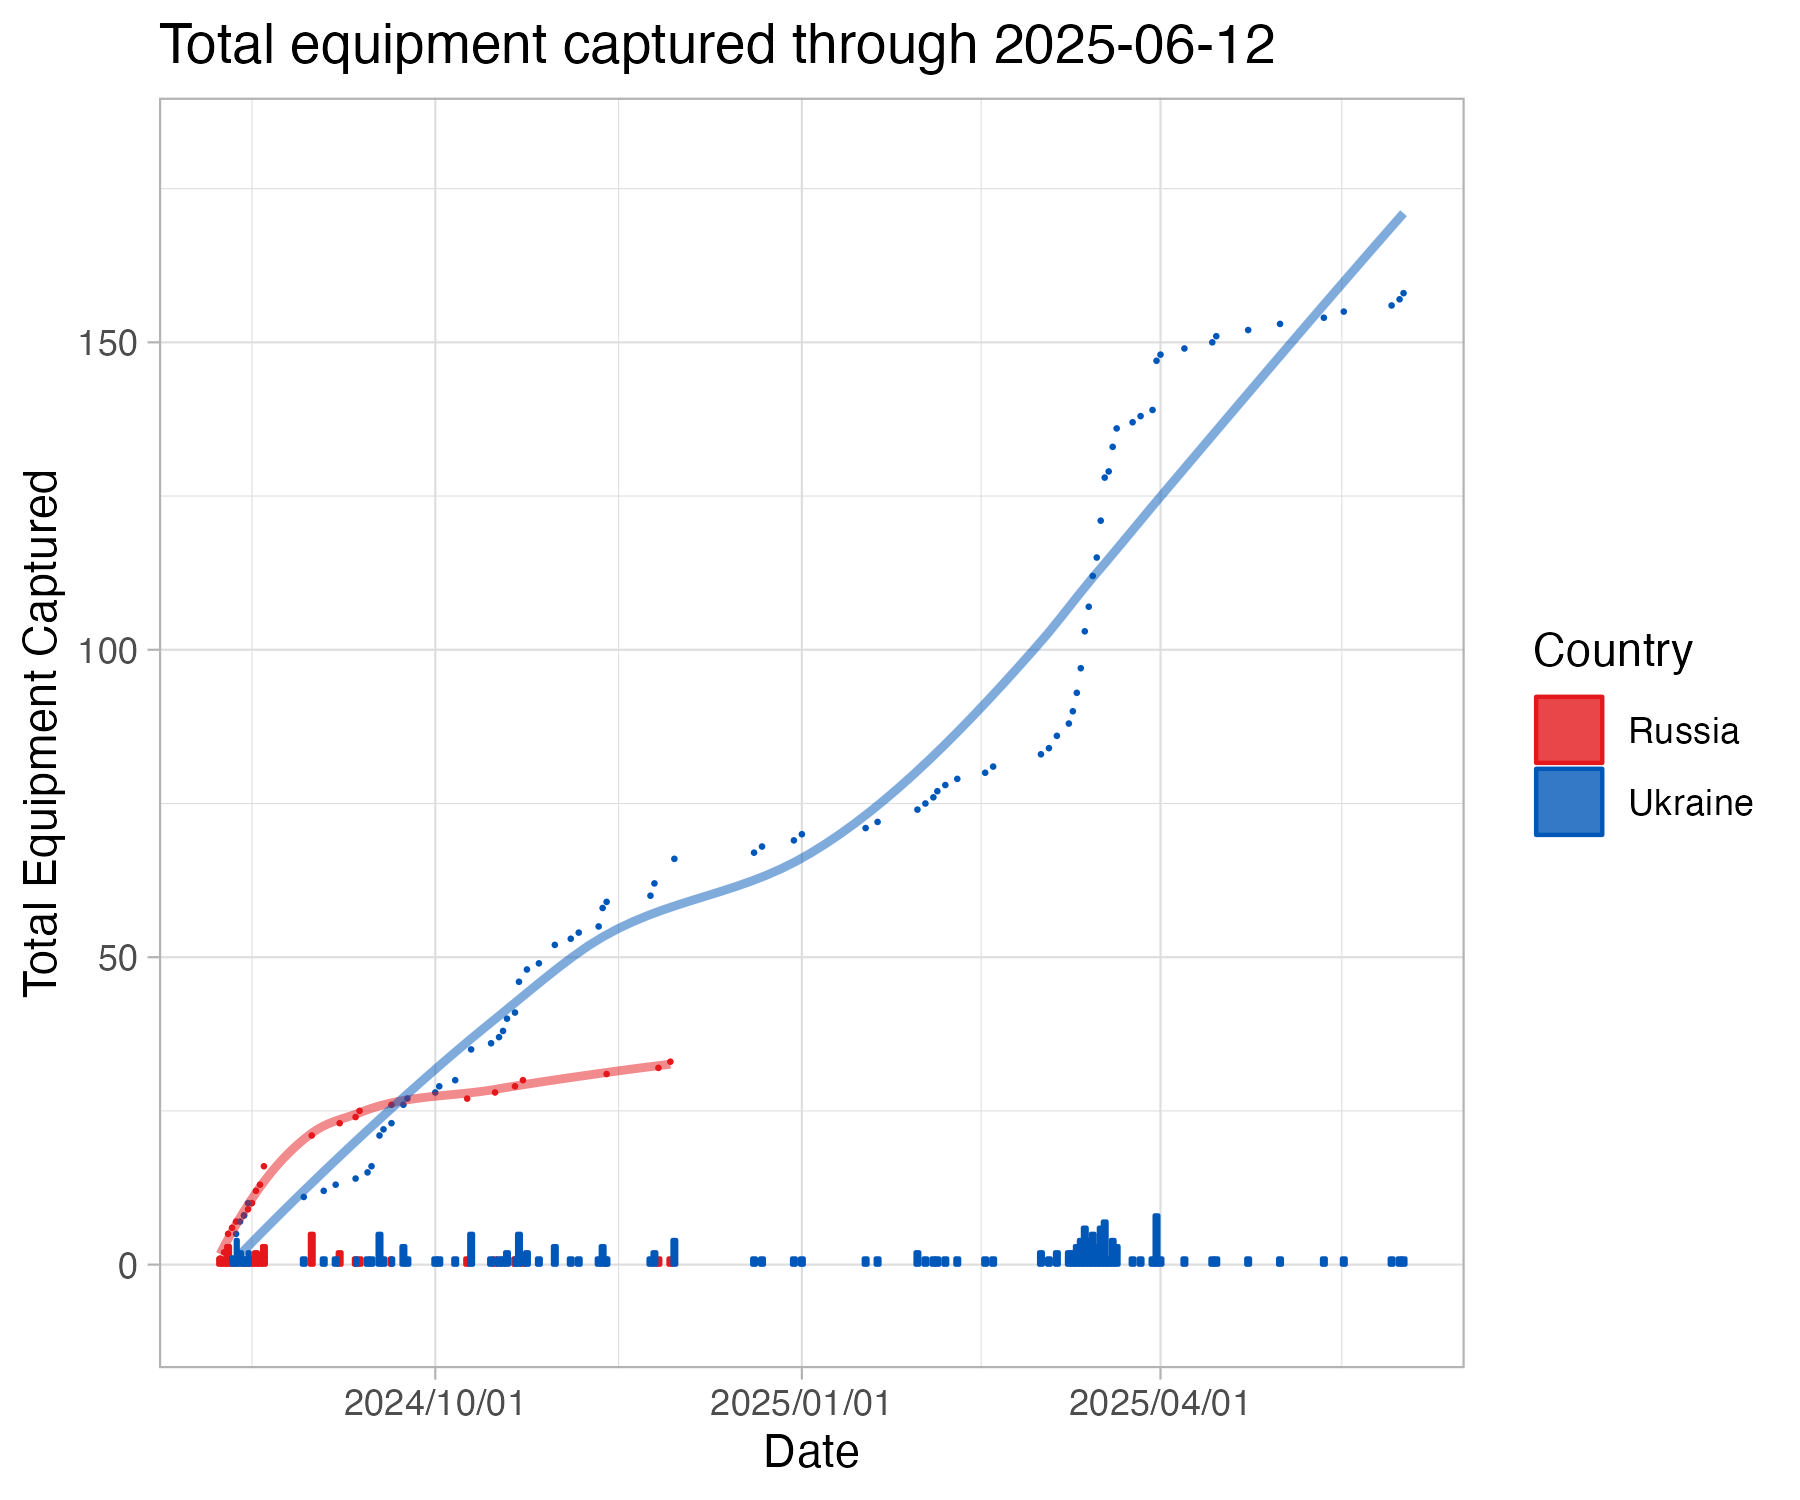 Total equipment captured through 2025-06-12
Total Equipment Captured
150
100
50
0
2024/10/01
2025/01/01
2025/04/01
Date
Country
Russia
Ukraine